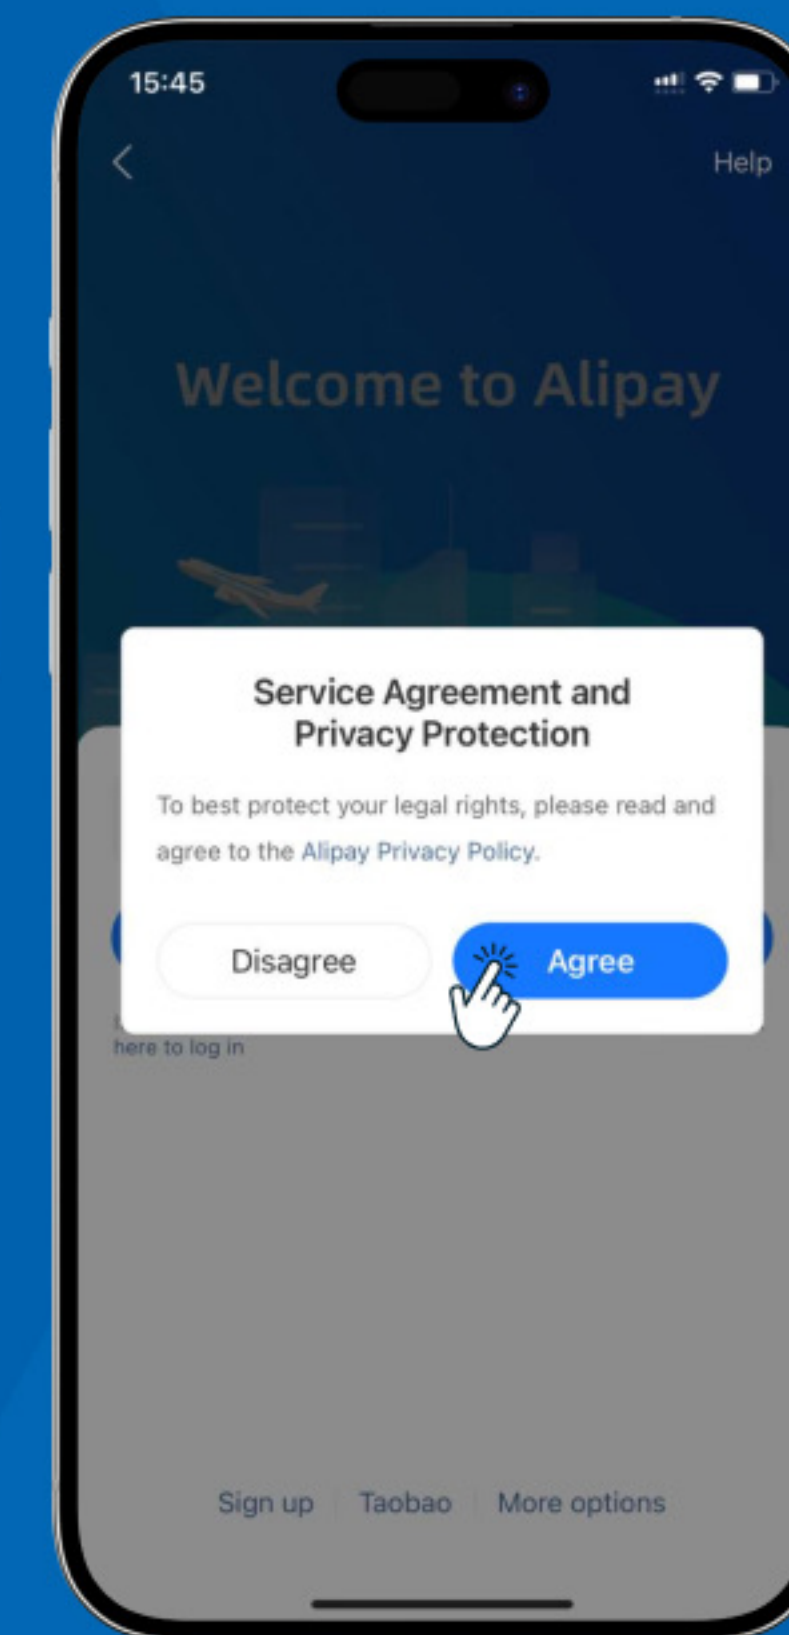 15:45
Help
Welcome to Alipay
Service Agreement and
Privacy Protection
To best protect your legal rights, please read and
agree to the Alipay Privacy Policy.
Disagree
Agree
here to log in
Sign up
Taobao
More options